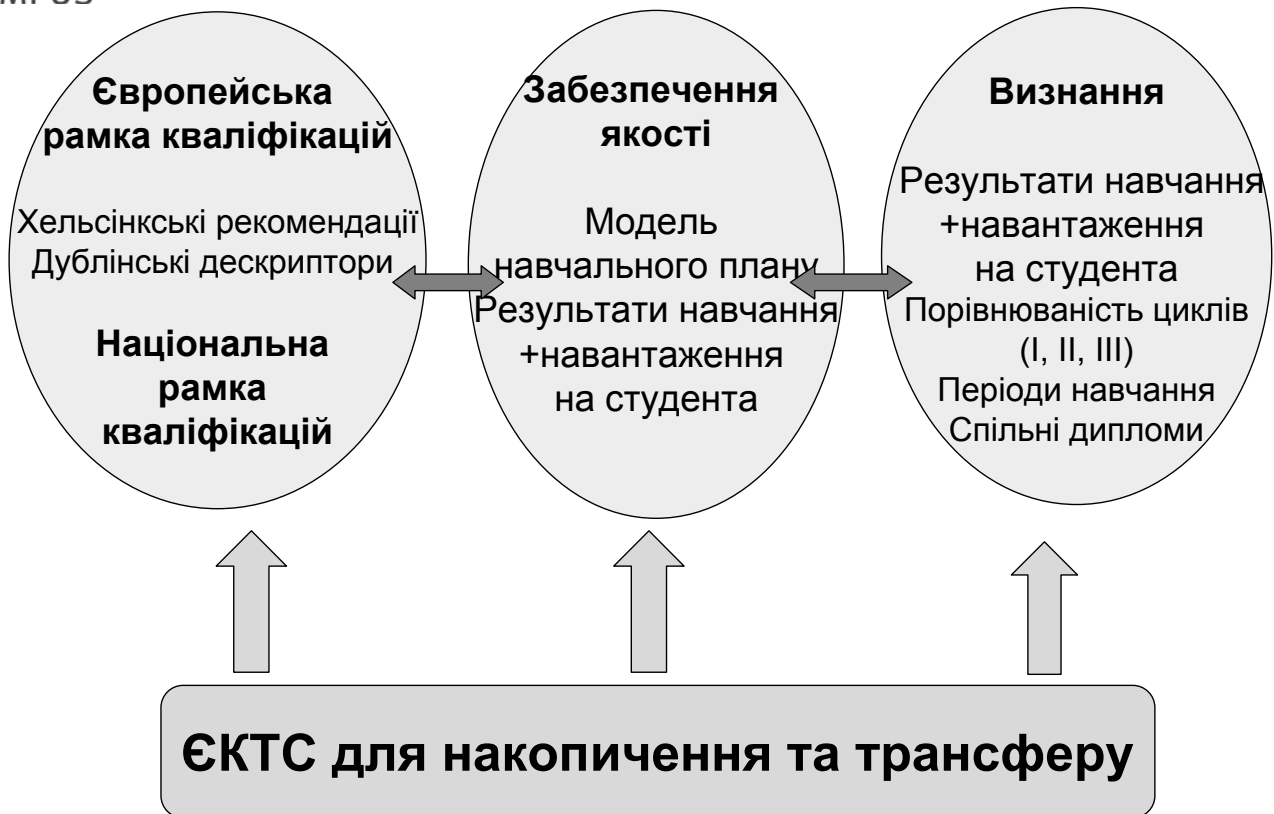 Європейська
рамка кваліфікацій
Хельсінкські рекомендації
Дублінські дескриптори
Національна
рамка
кваліфікацій
Забезпечення
якості
Модель
навчального плану
Результати навчання
+навантаження
на студента
Визнання
Результати навчання
+навантаження
на студента
Порівнюваність циклів
(I, II, III)
Періоди навчання
Спільні дипломи
ЄКТС для накопичення та трансферу